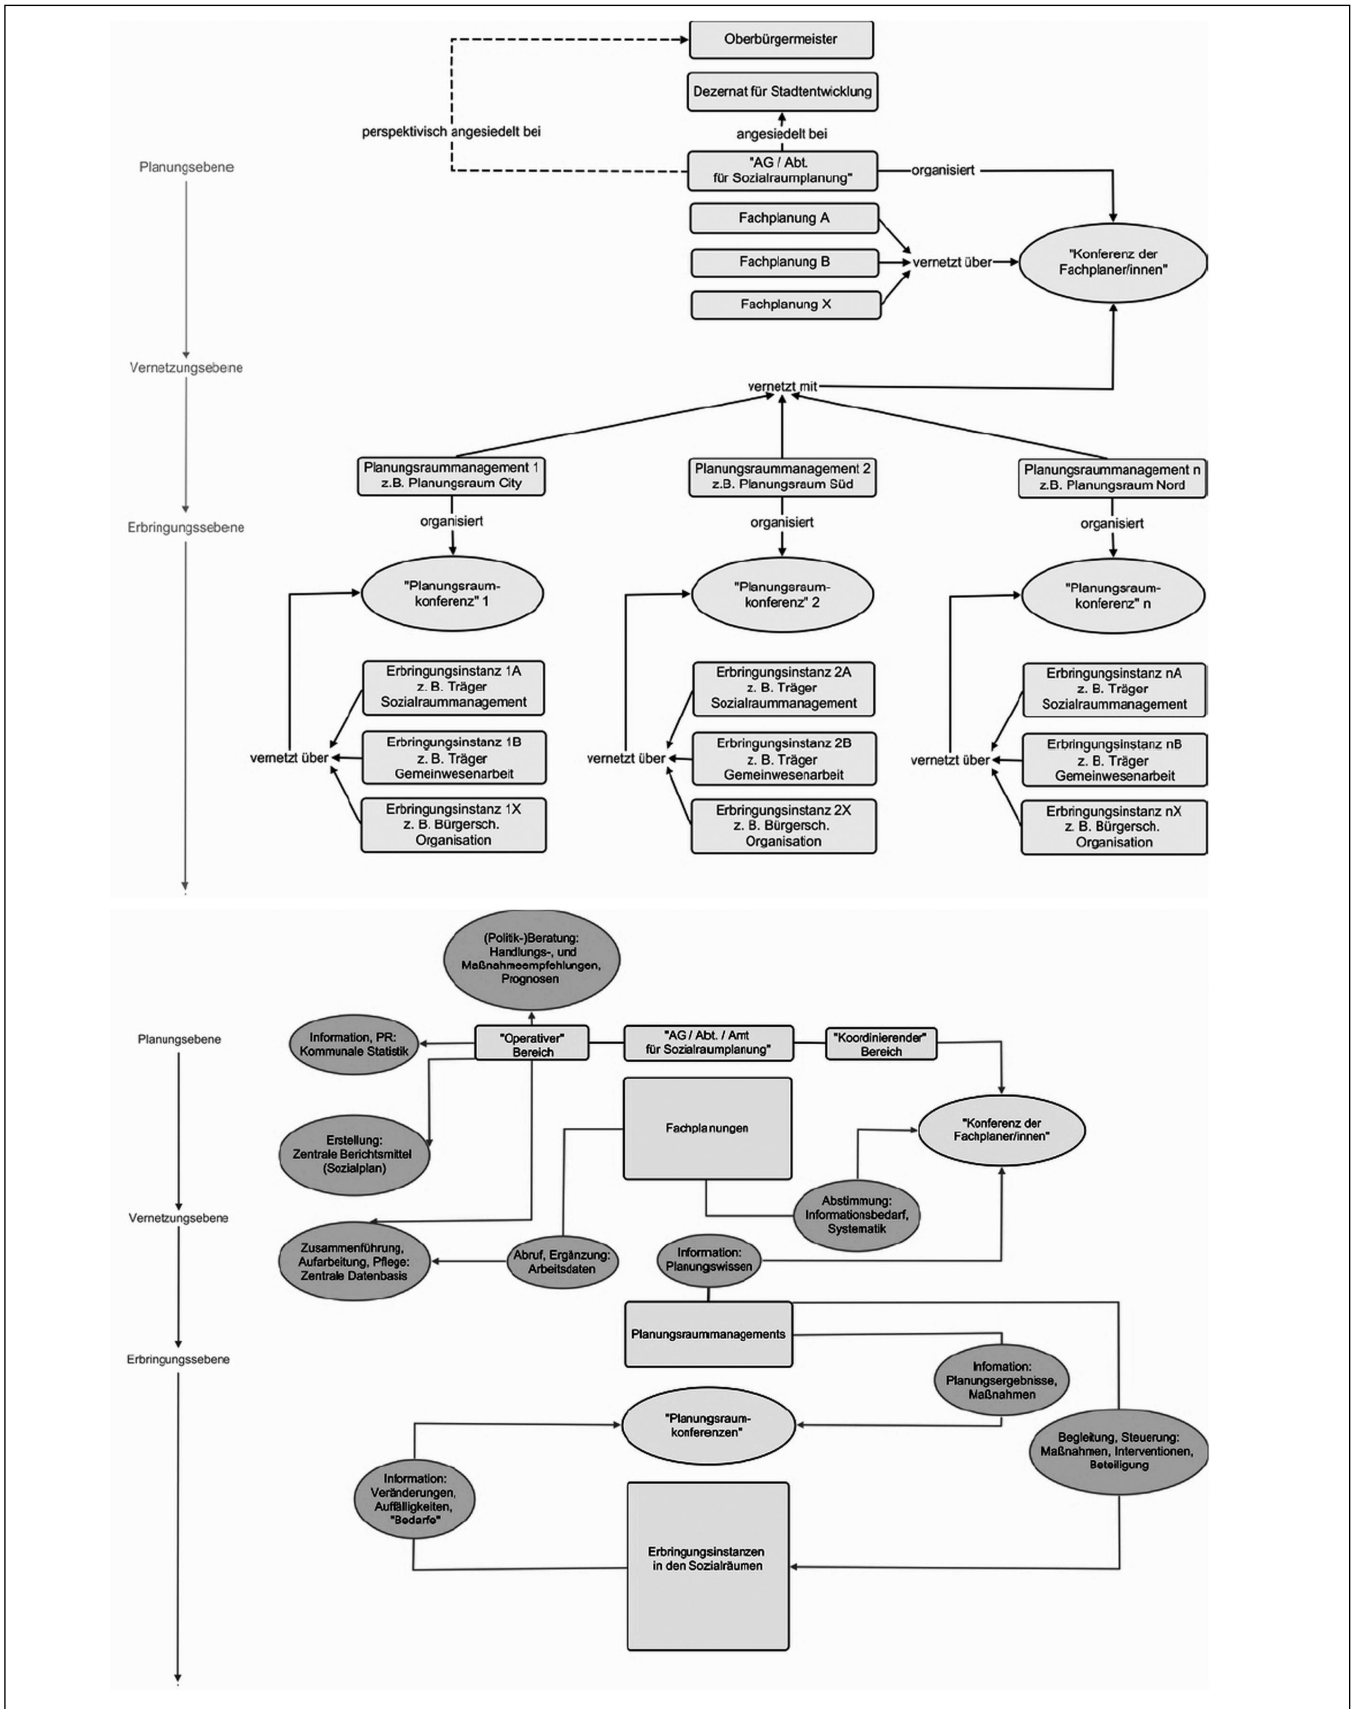 Oberbürgermeister
Dezernat für Stadtentwicklung
perspektivisch angesiedelt bei
angesiedelt bei
Planungsebene
"AG / Abt.
für Sozialraumplanung"
organisiert
Fachplanung A
Fachplanung B
Fachplanung X
vernetzt über
"Konferenz der
Fachplaner/innen"
Vernetzungsebene
vernetzt mit
Planungsraummanagement 1
z.B. Planungsraum City
Planungsraummanagement 2
z.B. Planungsraum Süd
Planungsraummanagement n
z.B. Planungsraum Nord
Erbringungssebene
organisiert
organisiert
organisiert
"Planungsraum-
konferenz" 1
"Planungsraum-
konferenz" 2
"Planungsraum-
konferenz" n
Erbringungsinstanz 1A
z. B. Träger
Sozialraummanagement
Erbringungsinstanz 2A
z. B. Träger
Sozialraummanagement
Erbringungsinstanz nA
z. B. Träger
Sozialraummanagement
vernetzt über
Erbringungsinstanz 1B
z. B. Träger
Gemeinwesenarbeit
vernetzt über
Erbringungsinstanz 2B
z. B. Träger
Gemeinwesenarbeit
vernetzt über
Erbringungsinstanz nB
z. B. Träger
Gemeinwesenarbeit
Erbringungsinstanz 1X
z. B. Bürgersch.
Organisation
Erbringungsinstanz 2X
z. B. Bürgersch.
Organisation
Erbringungsinstanz nX
z. B. Bürgersch.
Organisation
(Politik-)Beratung:
Handlungs-, und
Maßnahmeempfehlungen,
Prognosen
Planungsebene
Information, PR:
Kommunale Statistik
"Operativer"
Bereich
"AG / Abt. / Amt
für Sozialraumplanung"
"Koordinierender"
Bereich
Fachplanungen
"Konferenz der
Fachplaner/innen"
Erstellung:
Zentrale Berichtsmittel
(Sozialplan)
Abstimmung:
Informationsbedarf,
Systematik
Vernetzungsebene
Zusammenführung,
Aufarbeitung, Pflege:
Zentrale Datenbasis
Abruf, Ergänzung:
Arbeitsdaten
Information:
Planungswissen
Planungsraummanagements
Erbringungssebene
Infomation:
Planungsergebnisse,
Maßnahmen
"Planungsraum-
konferenzen"
Begleitung, Steuerung:
Maßnahmen, Interventionen,
Beteiligung
Information:
Veränderungen,
Auffälligkeiten,
"Bedarfe"
Erbringungsinstanzen
in den Sozialräumen